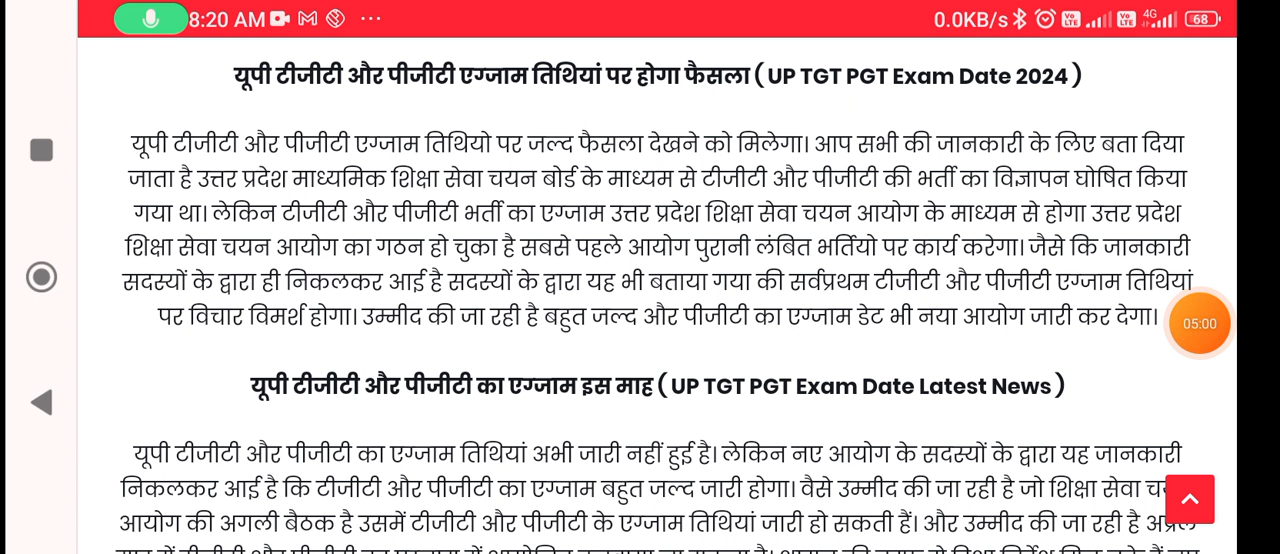 8:20 AM
0.0KB/s
4G
68
यूपी टीजीटी और पीजीटी एग्जाम तिथियां पर होगा फैसला ( UP TGT PGT Exam Date 2024 )
यूपी टीजीटी और पीजीटी एग्जाम तिथियो पर जल्द फैसला देखने को मिलेगा। आप सभी की जानकारी के लिए बता दिया
जाता है उत्तर प्रदेश माध्यमिक शिक्षा सेवा चयन बोर्ड के माध्यम से टीजीटी और पीजीटी की भर्ती का विज्ञापन घोषित किया
गया था। लेकिन टीजीटी और पीजीटी भर्ती का एग्जाम उत्तर प्रदेश शिक्षा सेवा चयन आयोग के माध्यम से होगा उत्तर प्रदेश
शिक्षा सेवा चयन आयोग का गठन हो चुका है सबसे पहले आयोग पुरानी लंबित भर्तियो पर कार्य करेगा। जैसे कि जानकारी
सदस्यों के द्वारा ही निकलकर आई है सदस्यों के द्वारा यह भी बताया गया की सर्वप्रथम टीजीटी और पीजीटी एग्जाम तिथियां
पर विचार विमर्श होगा। उम्मीद की जा रही है बहुत जल्द और पीजीटी का एग्जाम डेट भी नया आयोग जारी कर देगा।
05:00
यूपी टीजीटी और पीजीटी का एग्जाम इस माह ( UP TGT PGT Exam Date Latest News )
यूपी टीजीटी और पीजीटी का एग्जाम तिथियां अभी जारी नहीं हुई है। लेकिन नए आयोग के सदस्यों के द्वारा यह जानकारी
निकलकर आई है कि टीजीटी और पीजीटी का एग्जाम बहुत जल्द जारी होगा। वैसे उम्मीद की जा रही है जो शिक्षा सेवा
आयोग की अगली बैठक है उसमें टीजीटी और पीजीटी के एग्जाम तिथियां जारी हो सकती हैं। और उम्मीद की जा रही है अप्रैल